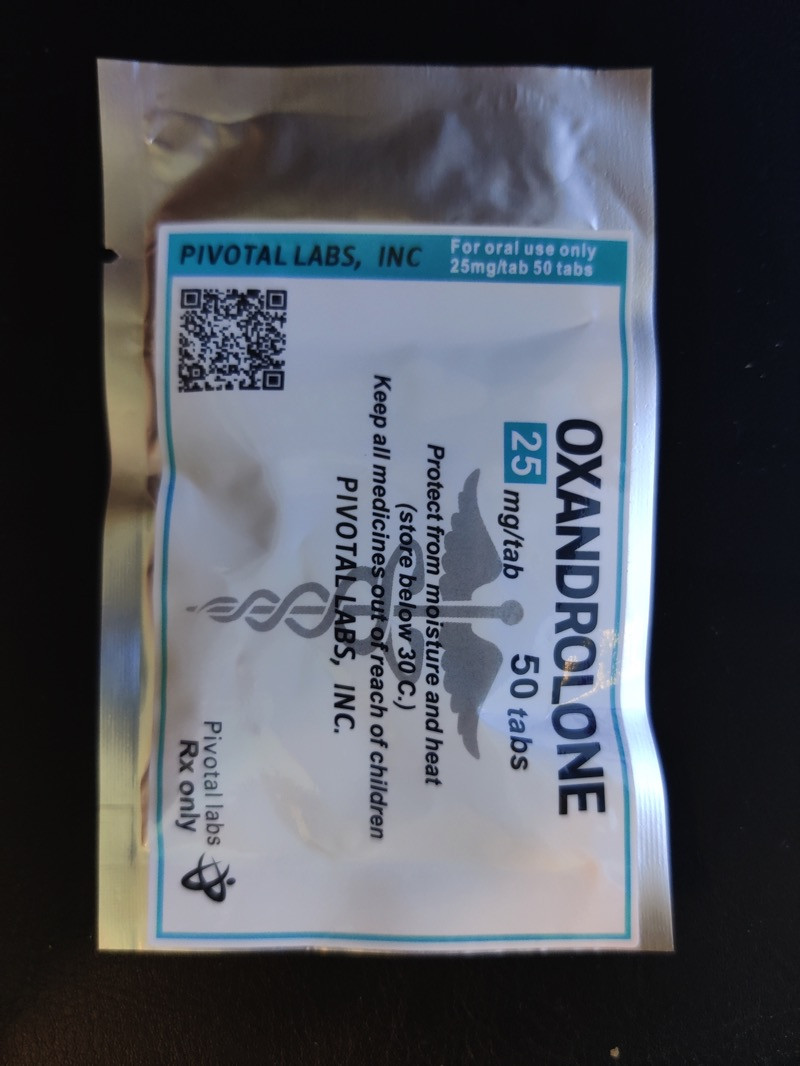 PIVOTAL LABS, INC
For oral use only
25mg/tab 50 tabs
OXANDROLONE
25 mg/tab 50 tabs
Protect from moisture and heat
(store below 30 C.)
Keep all medicines out of reach of children
PIVOTAL LABS, INC.
Pivotal labs
Rx only